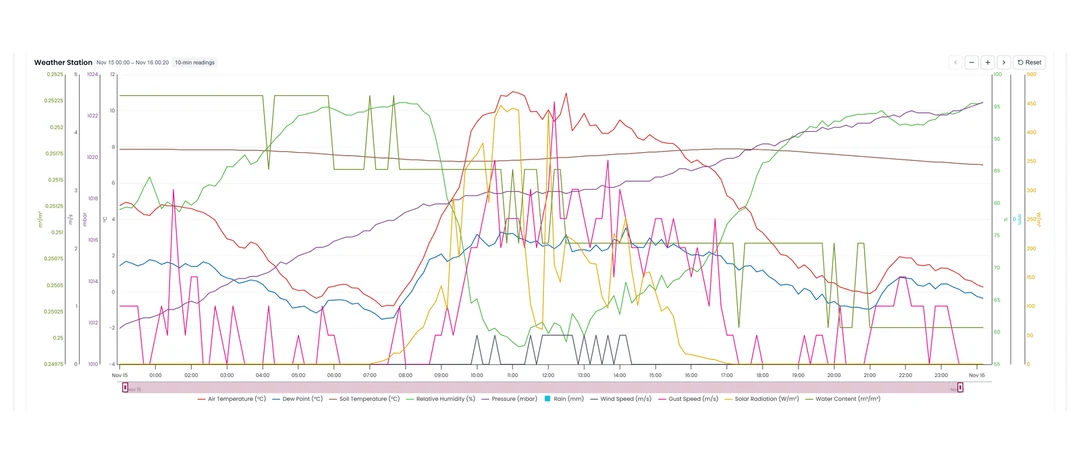 Weather Station Nov 15 00:00 – Nov 16 00:20 10-min readings
Reset
0.2525 5 1024 12 100 500
0.25225 1022 10 95 450
0.252 4 90 400
0.25175 1020 8 350
0.2515 3 1018 6 85 300
0.25125 80
m³/m³ m/s mbar °C % 0 mm W/m²
0.251 1016 4 75 250
0.25075 2 2 200
0.2505 1014 0 70 150
0.25025 1 1012 -2 65 100
0.25 60 50
0.24975 0 1010 -4 55 0
Nov 15 01:00 02:00 03:00 04:00 05:00 06:00 07:00 08:00 09:00 10:00 11:00 12:00 13:00 14:00 15:00 16:00 17:00 18:00 19:00 20:00 21:00 22:00 23:00 Nov 16
Air Temperature (°C) Dew Point (°C) Soil Temperature (°C) Relative Humidity (%) Pressure (mbar) Rain (mm) Wind Speed (m/s) Gust Speed (m/s) Solar Radiation (W/m²) Water Content (m³/m³)